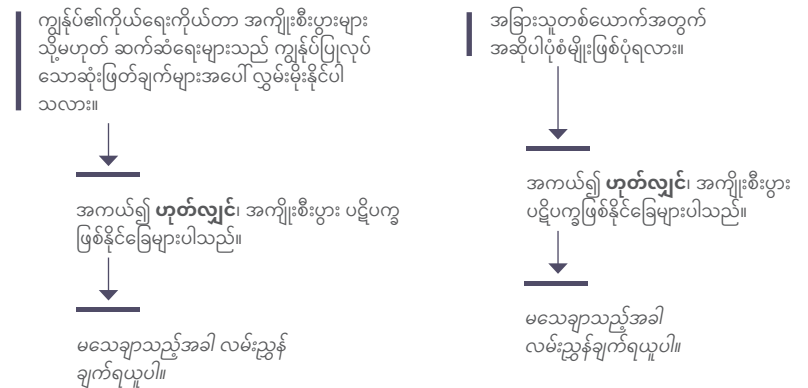 ကျွန်ုပ်၏ကိုယ်ရေးကိုယ်တာ အကျိုးစီးပွားများ
သို့မဟုတ် ဆက်ဆံရေးများသည် ကျွန်ုပ်ပြုလုပ်
သောဆုံးဖြတ်ချက်များအပေါ် လွှမ်းမိုးနိုင်ပါ
သလား။
အကယ်၍ ဟုတ်လျှင်၊ အကျိုးစီးပွား ပဋိပက္ခ
ဖြစ်နိုင်ခြေများပါသည်။
မသေချာသည့်အခါ လမ်းညွှန်
ချက်ရယူပါ။
အခြားသူတစ်ယောက်အတွက်
အဆိုပါပုံစံမျိုးဖြစ်ပုံရလား။
အကယ်၍ ဟုတ်လျှင်၊ အကျိုးစီးပွား
ပဋိပက္ခဖြစ်နိုင်ခြေများပါသည်။
မသေချာသည့်အခါ
လမ်းညွှန်ချက်ရယူပါ။